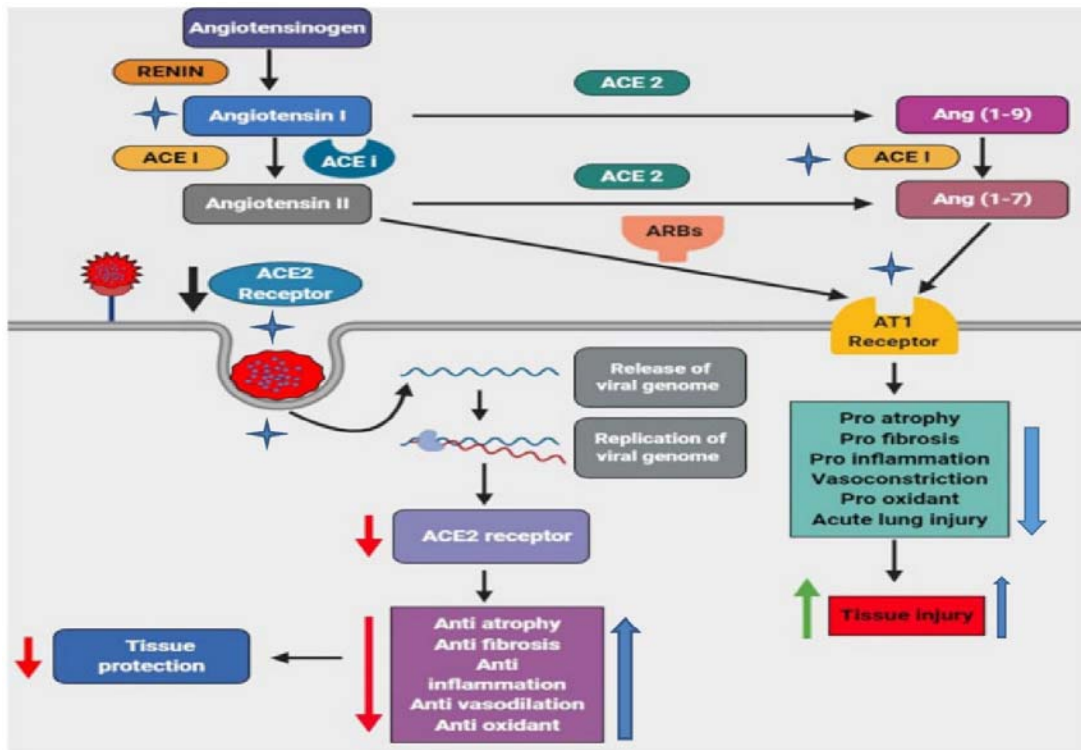 Angiotensinogen
RENIN
ACE 2
Angiotensin I
Ang (1-9)
ACE I
ACE i
ACE I
ACE 2
Angiotensin II
Ang (1-7)
ARBs
ACE2
Receptor
AT1
Receptor
Release of
viral genome
Replication of
viral genome
Pro atrophy
Pro fibrosis
Pro inflammation
Vasoconstriction
Pro oxidant
Acute lung injury
ACE2 receptor
Tissue injury
Anti atrophy
Anti fibrosis
Anti
inflammation
Anti vasodilation
Anti oxidant
Tissue
protection